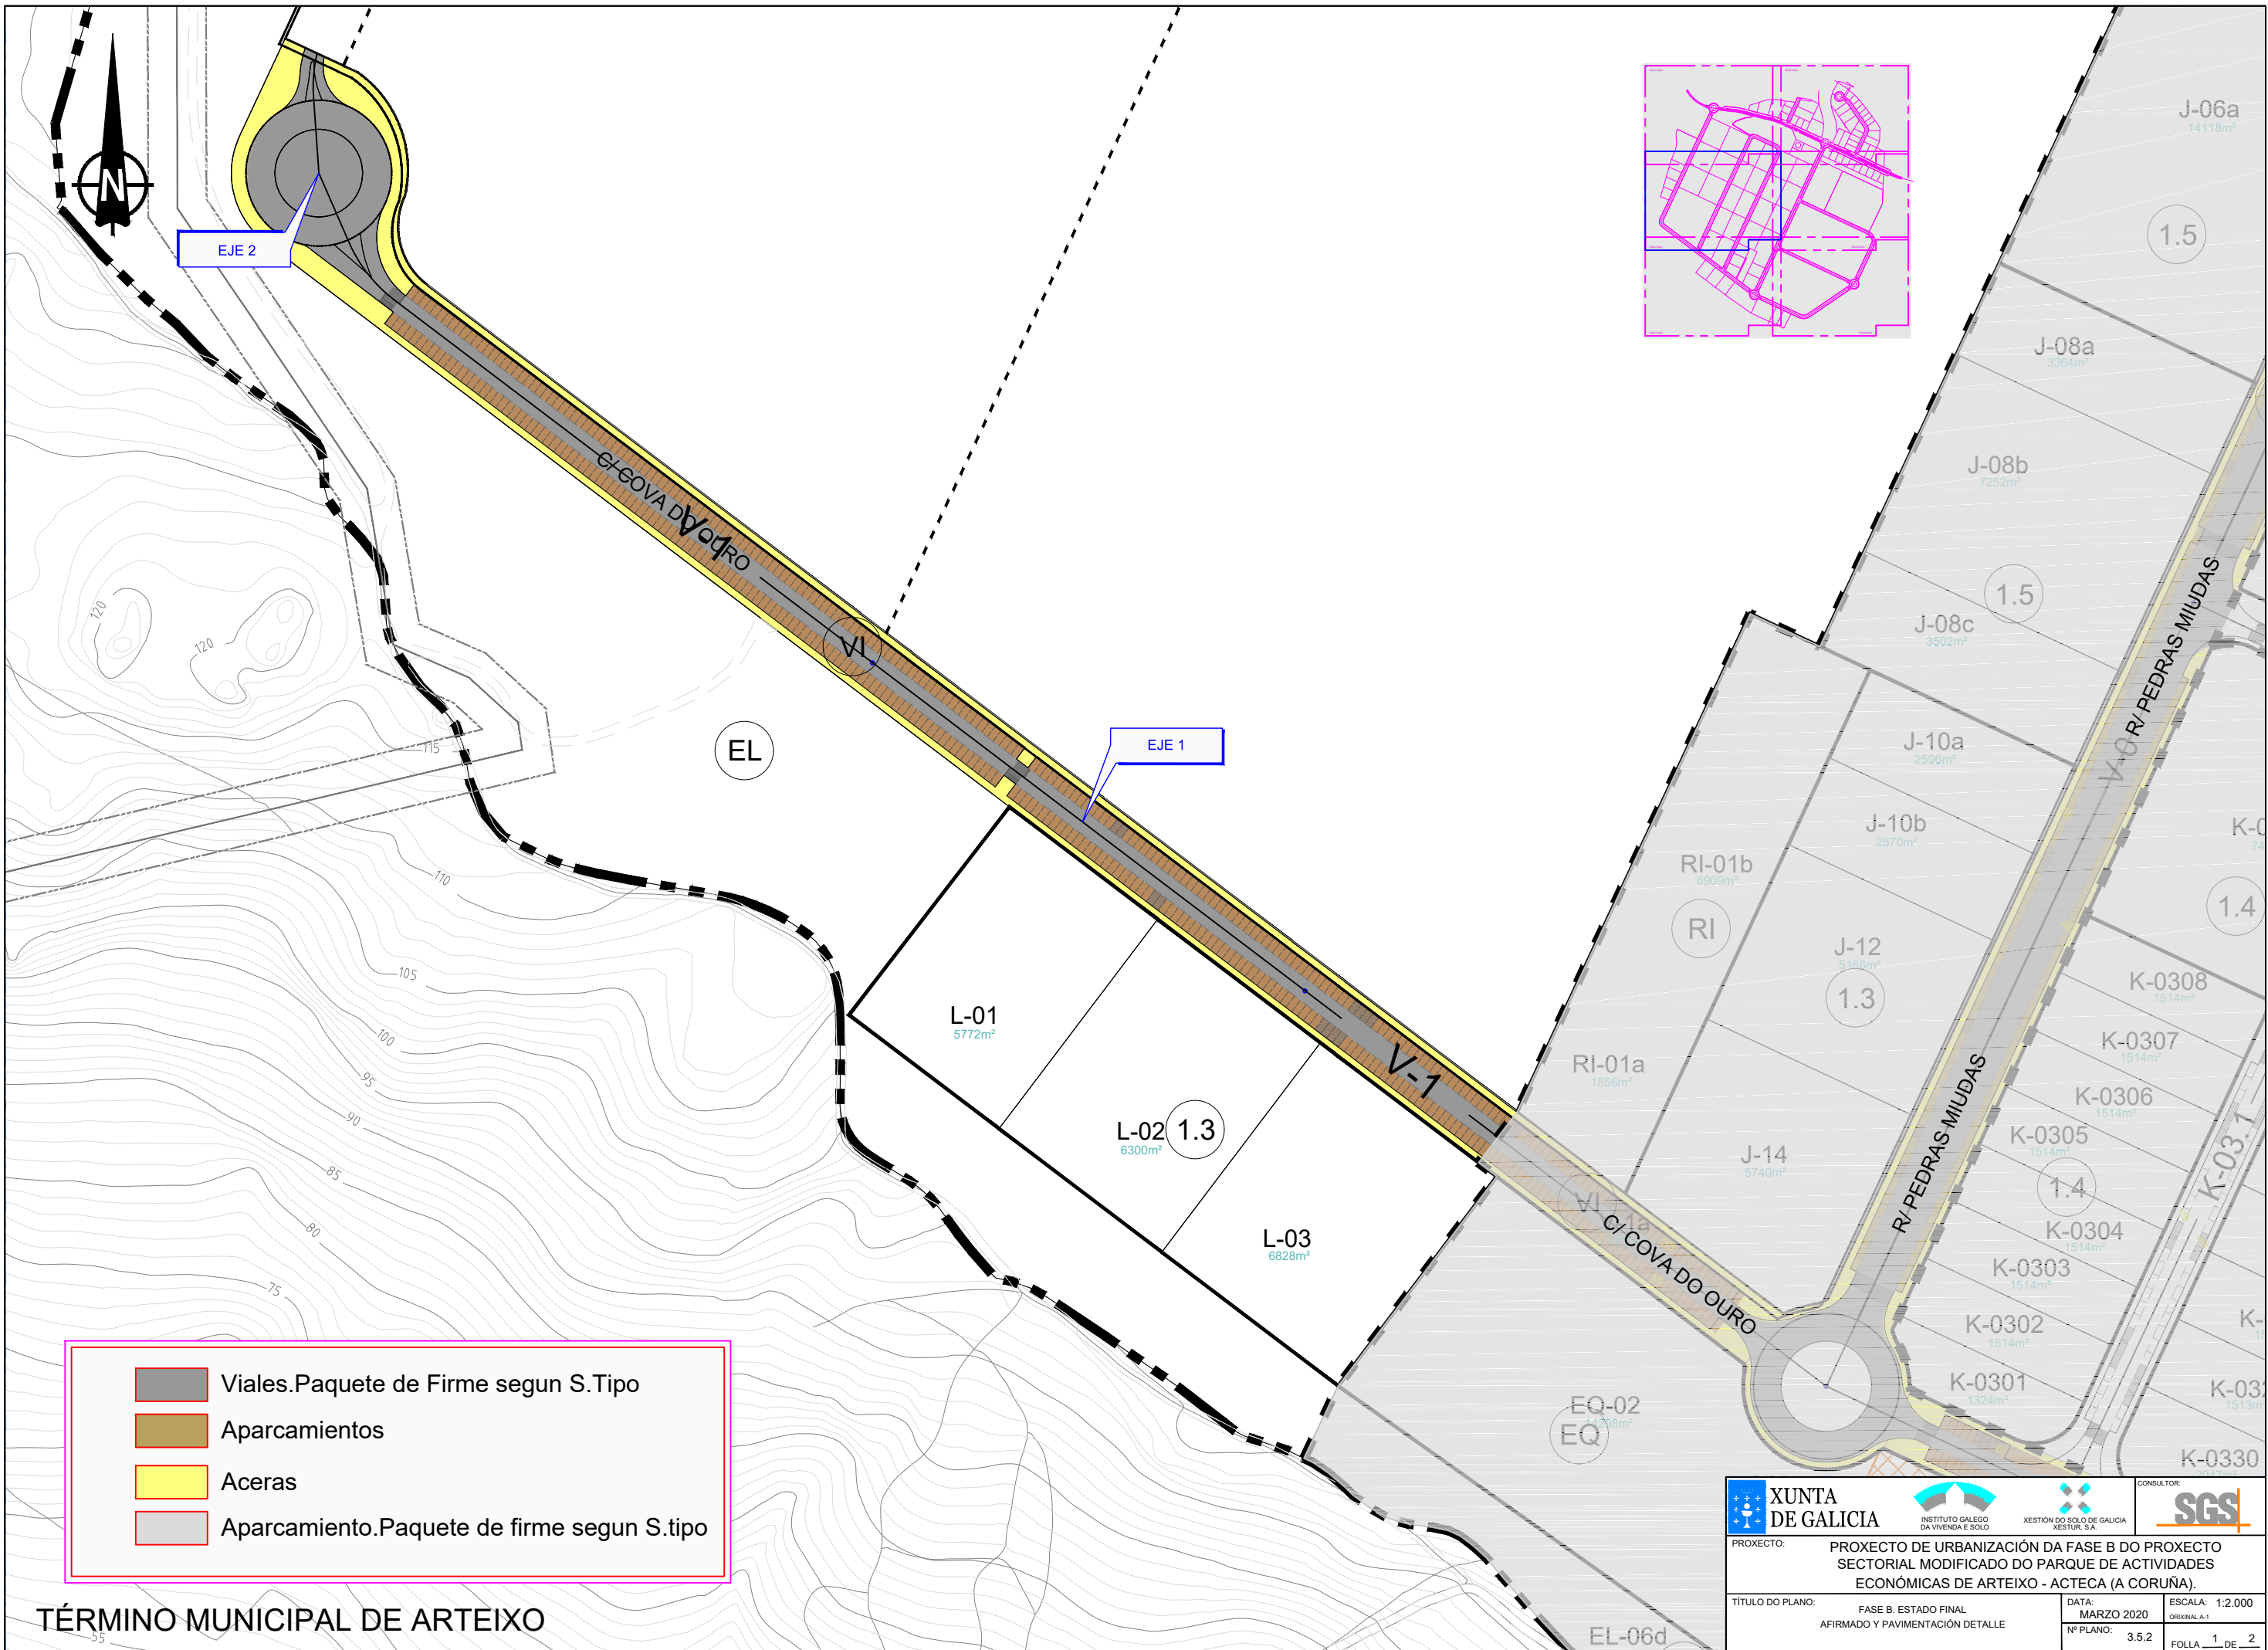 N
EJE 2
C/ COVA DO OURO
V-1
VI
EL
EJE 1
120
120
115
110
105
100
95
90
85
80
75
55
L-01
5772m²
L-02
6300m²
1.3
L-03
6828m²
V-1
J-06a
14118m²
1.5
J-08a
3364m²
J-08b
7252m²
1.5
J-08c
3502m²
R/ PEDRAS MIUDAS
J-10a
2596m²
J-10b
2570m²
RI-01b
6909m²
RI
J-12
5166m²
1.3
1.4
K-0308
1514m²
K-0307
1514m²
K-0306
1514m²
K-0305
1514m²
1.4
K-0304
1514m²
K-0303
1514m²
K-0302
1514m²
K-0301
1324m²
K-0330
K-03.1
RI-01a
1856m²
J-14
5740m²
VI
C/ COVA DO OURO
R/ PEDRAS MIUDAS
EQ-02
EQ
EL-06d
Viales.Paquete de Firme segun S.Tipo
Aparcamientos
Aceras
Aparcamiento.Paquete de firme segun S.tipo
TÉRMINO MUNICIPAL DE ARTEIXO
XUNTA
DE GALICIA
INSTITUTO GALEGO
DA VIVENDA E SOLO
XESTIÓN DO SOLO DE GALICIA
XESTUR, S.A.
CONSULTOR:
SGS
PROXECTO:
PROXECTO DE URBANIZACIÓN DA FASE B DO PROXECTO
SECTORIAL MODIFICADO DO PARQUE DE ACTIVIDADES
ECONÓMICAS DE ARTEIXO - ACTECA (A CORUÑA).
TÍTULO DO PLANO:
FASE B. ESTADO FINAL
AFIRMADO Y PAVIMENTACIÓN DETALLE
DATA:
MARZO 2020
ESCALA: 1:2.000
ORIXINAL A-1
Nº PLANO:
3.5.2
FOLLA 1 DE 2